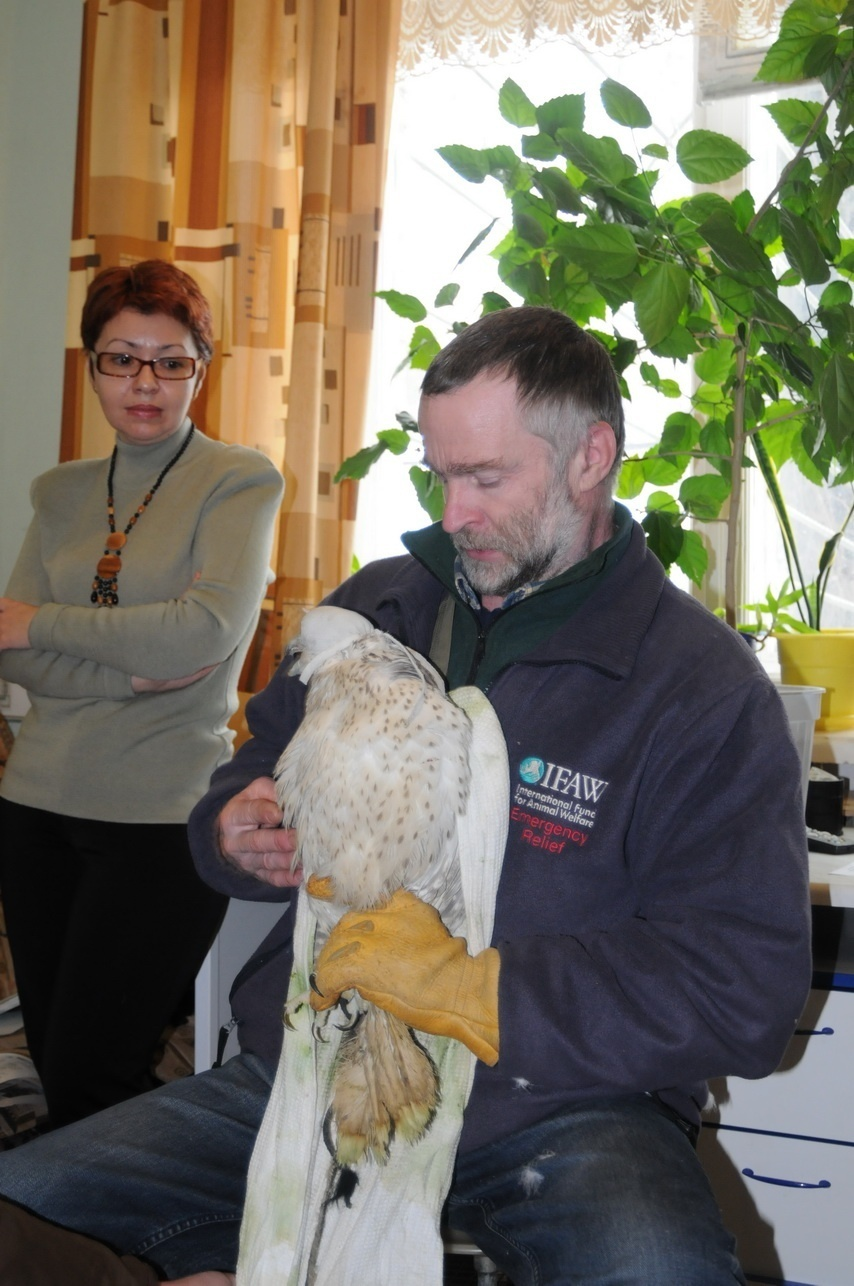 IFAW
International Fund
for Animal Welfare
Emergency
Relief